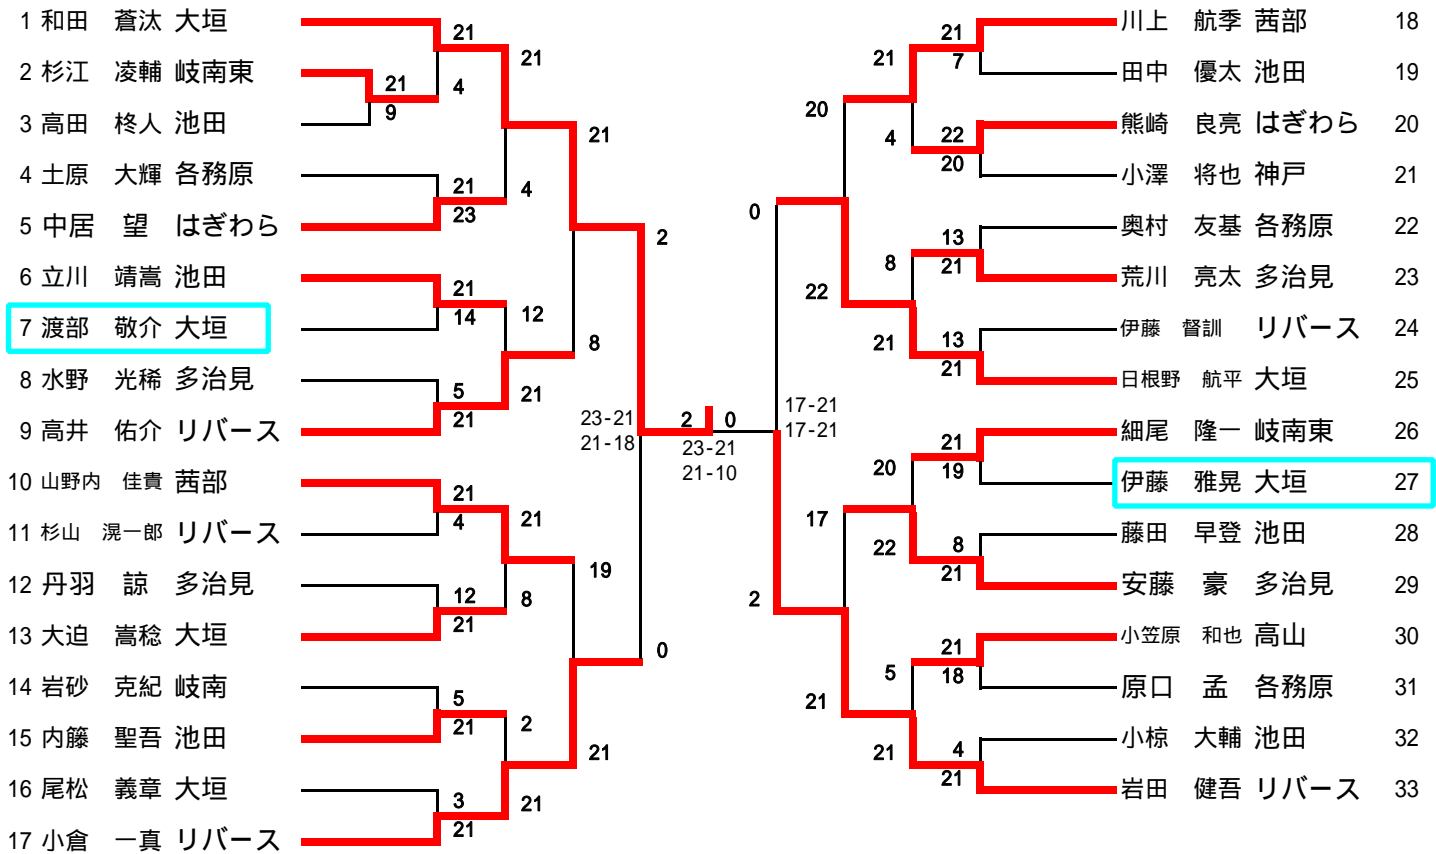 1 和田 蒼汰 大垣
2 杉江 凌輔 岐南東
3 高田 柊人 池田
4 土原 大輝 各務原
5 中居 望 はぎわら
6 立川 靖嵩 池田
7 渡部 敬介 大垣
8 水野 光稀 多治見
9 高井 佑介 リバース
10 山野内 佳貴 茜部
11 杉山 滉一郎 リバース
12 丹羽 諒 多治見
13 大迫 嵩稔 大垣
14 岩砂 克紀 岐南
15 内藤 聖吾 池田
16 尾松 義章 大垣
17 小倉 一真 リバース
21
4
21
9
21
23
21
14
5
21
21
4
12
21
5
21
3
21
21
4
12
21
21
8
2
21
21
8
19
21
2
0
23-21
21-18
2 0
23-21
21-10
17-21
17-21
0
2
20
22
17
21
21
4
8
21
20
22
5
21
21
7
22
20
13
21
13
21
21
19
8
21
21
18
4
21
川上 航季 茜部 18
田中 優太 池田 19
熊崎 良亮 はぎわら 20
小澤 将也 神戸 21
奥村 友基 各務原 22
荒川 亮太 多治見 23
伊藤 督訓 リバース 24
日根野 航平 大垣 25
細尾 隆一 岐南東 26
伊藤 雅晃 大垣 27
藤田 早登 池田 28
安藤 豪 多治見 29
小笠原 和也 高山 30
原口 孟 各務原 31
小椋 大輔 池田 32
岩田 健吾 リバース 33